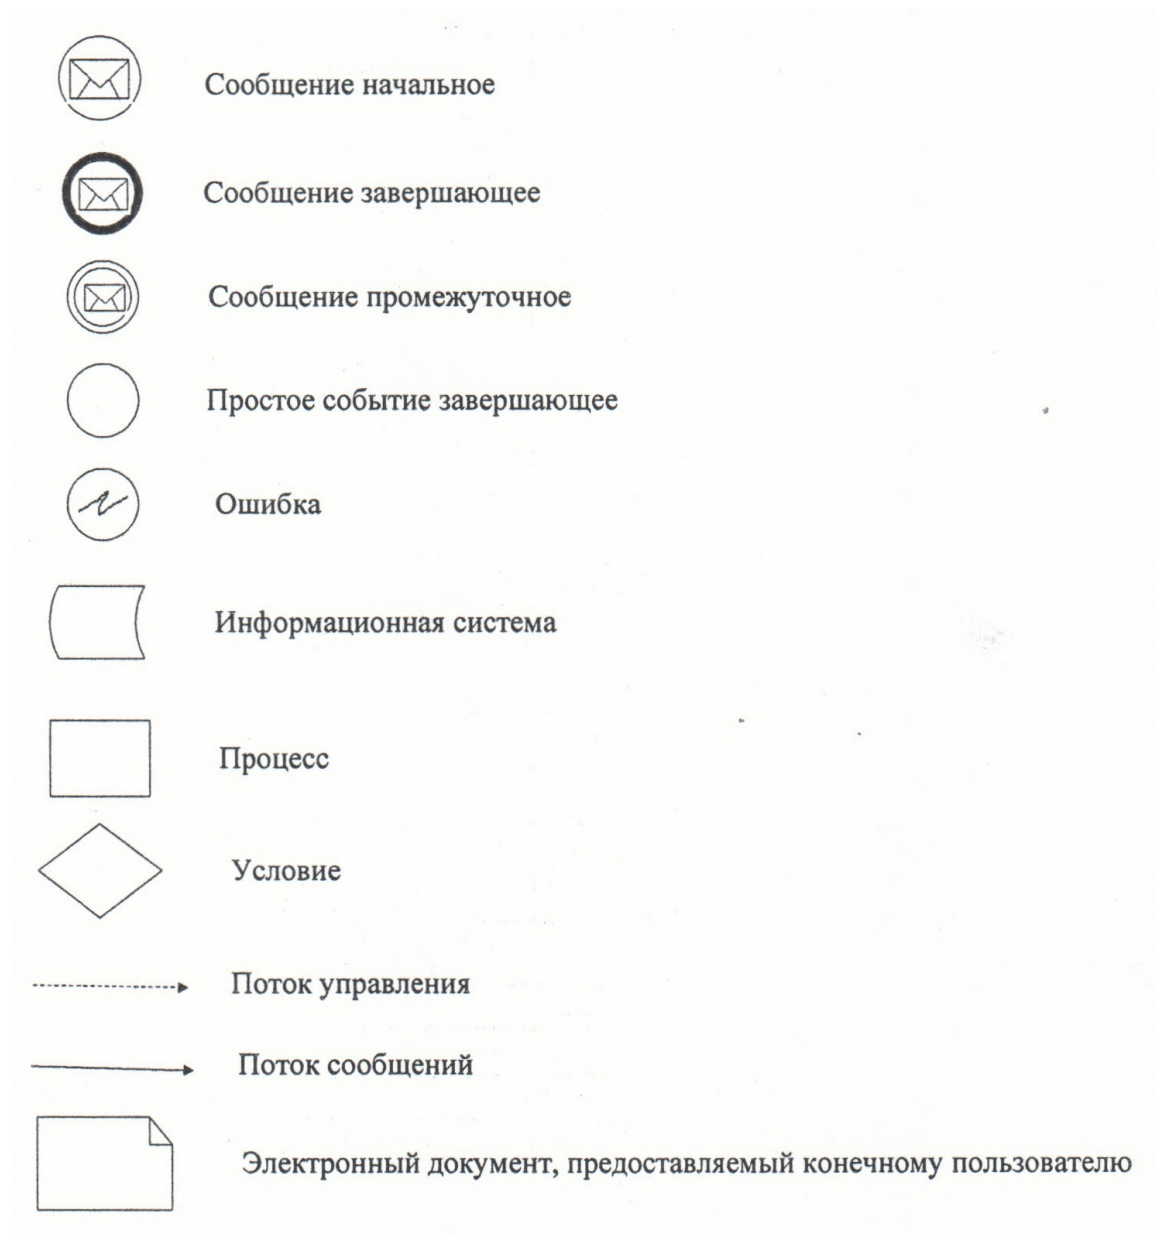 Сообщение начальное
Сообщение завершающее
Сообщение промежуточное
Простое событие завершающее
Ошибка
Информационная система
Процесс
Условие
Поток управления
Поток сообщений
Электронный документ, предоставляемый конечному пользователю